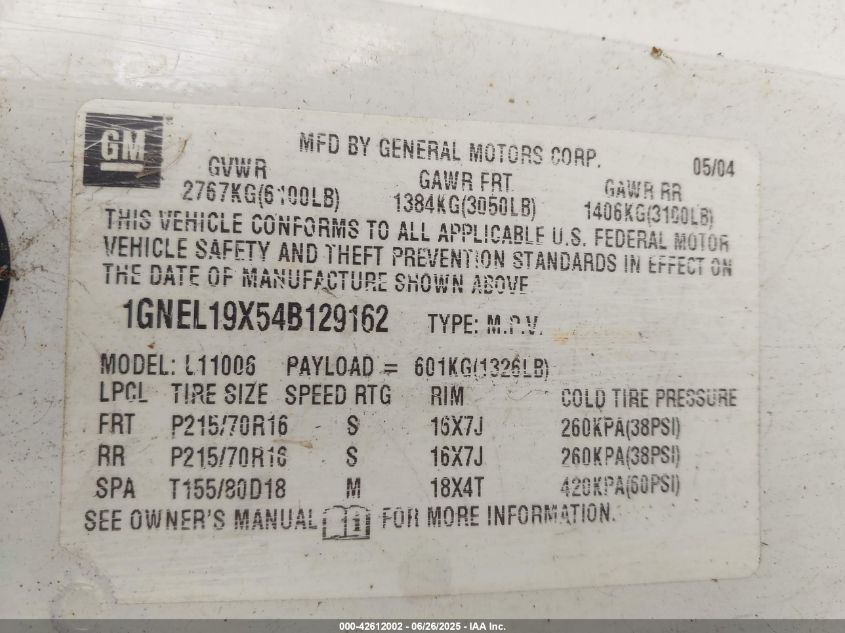 GM
MFD BY GENERAL MOTORS CORP. 05/04
GVWR GAWR FRT GAWR RR
2767KG(6100LB) 1384KG(3050LB) 1406KG(3100LB)
THIS VEHICLE CONFORMS TO ALL APPLICABLE U.S. FEDERAL MOTOR
VEHICLE SAFETY AND THEFT PREVENTION STANDARDS IN EFFECT ON
THE DATE OF MANUFACTURE SHOWN ABOVE
1GNEL19X54B129162 TYPE: M.P.V.
MODEL: L11006 PAYLOAD = 601KG(1326LB)
LPCL TIRE SIZE SPEED RTG RIM COLD TIRE PRESSURE
FRT P215/70R16 S 16X7J 260KPA(38PSI)
RR P215/70R16 S 16X7J 260KPA(38PSI)
SPA T155/80D18 M 18X4T 420KPA(60PSI)
SEE OWNER'S MANUAL i FOR MORE INFORMATION.
000-42612002 - 06/26/2025 - IAA Inc.